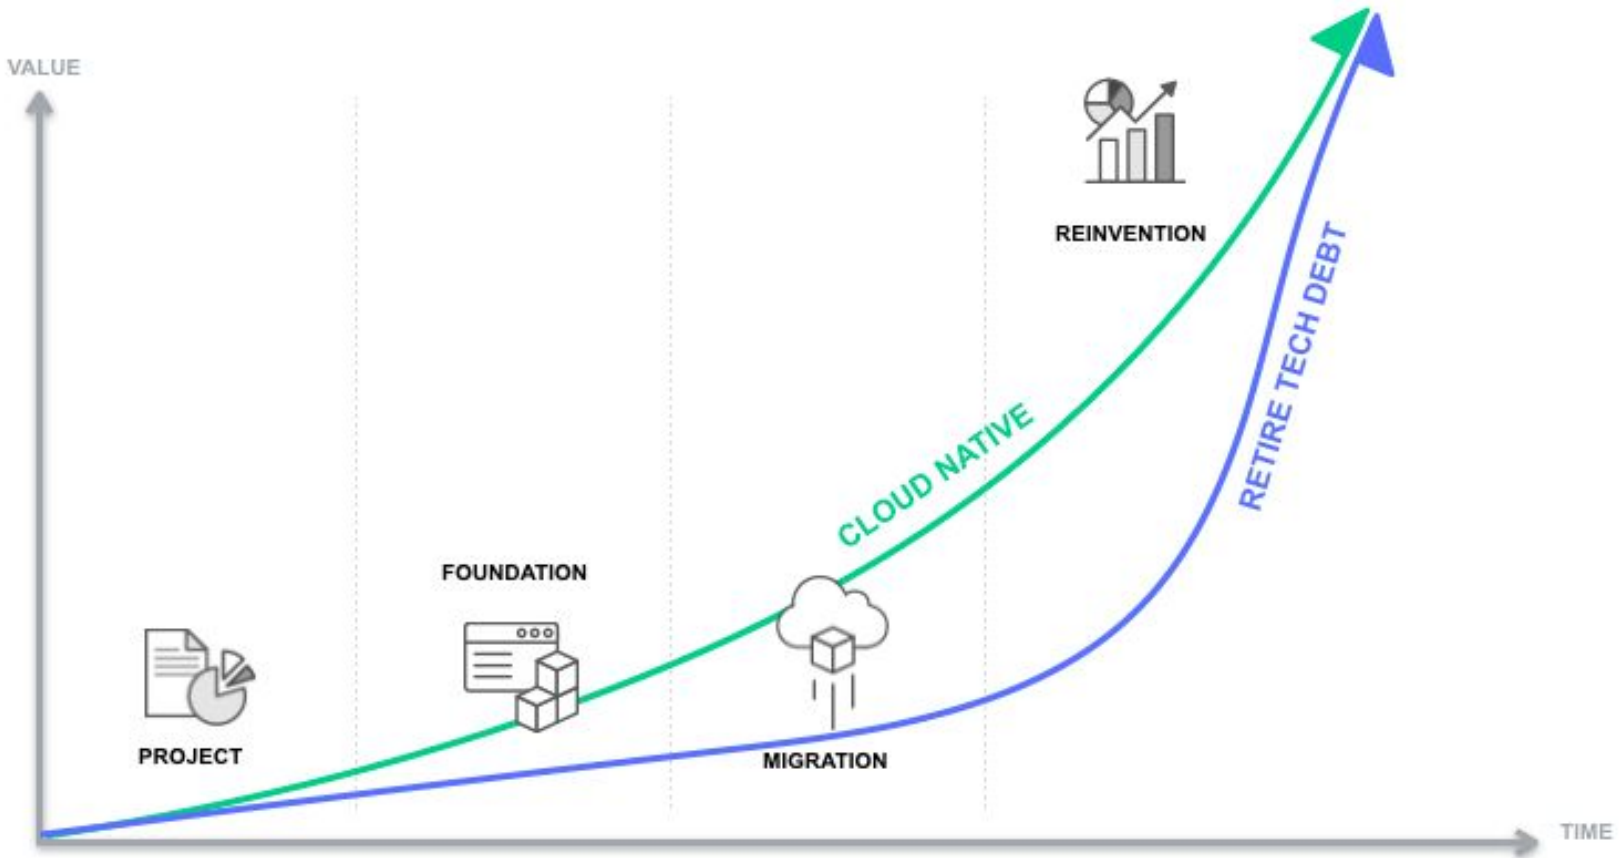 VALUE
REINVENTION
RETIRE TECH DEBT
CLOUD NATIVE
FOUNDATION
PROJECT
MIGRATION
TIME